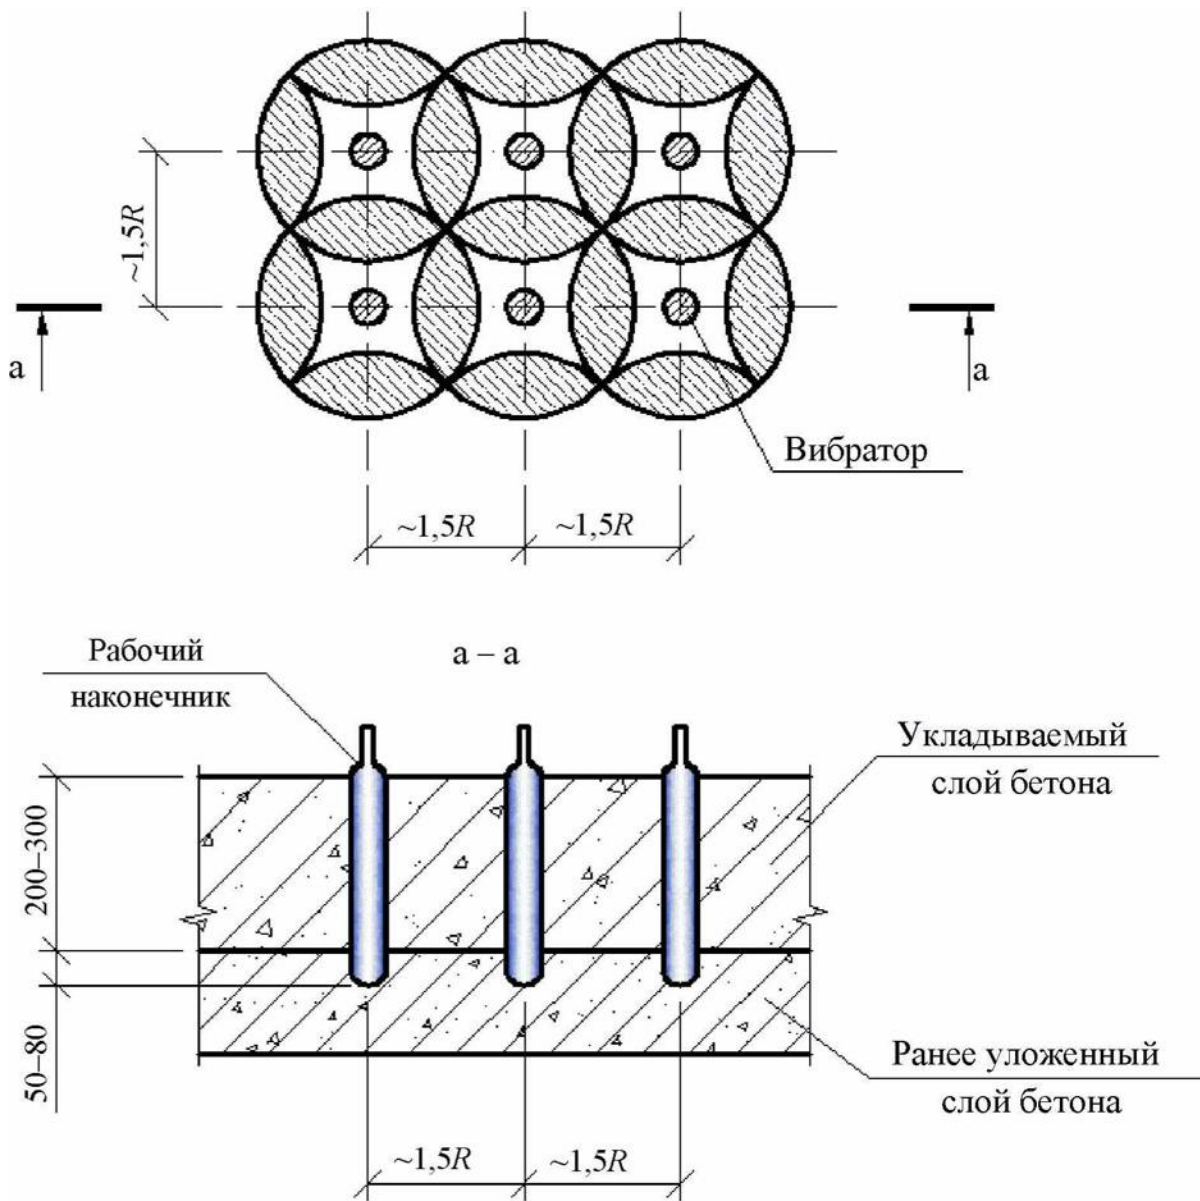 ~1,5R
а
а
Вибратор
~1,5R
~1,5R
Рабочий
наконечник
а – а
Укладываемый
слой бетона
200–300
50–80
Ранее уложенный
слой бетона
~1,5R
~1,5R